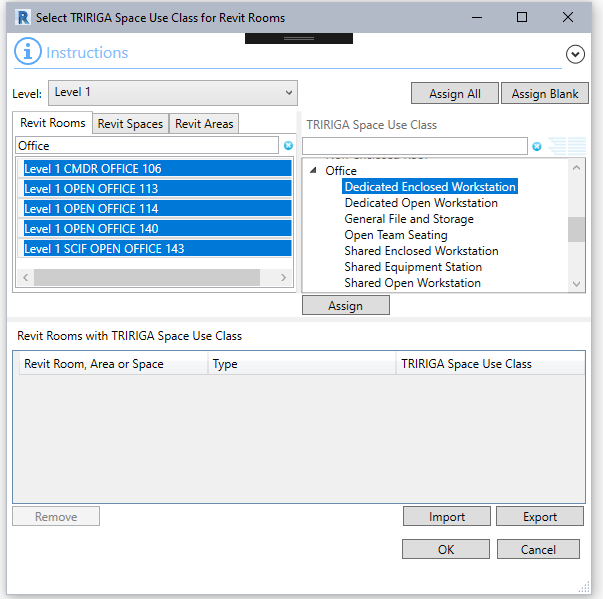 Select TRIRIGA Space Use Class for Revit Rooms
Instructions
Level: Level 1
Assign All Assign Blank
Revit Rooms Revit Spaces Revit Areas
TRIRIGA Space Use Class
Office
Level 1 CMDR OFFICE 106
Level 1 OPEN OFFICE 113
Level 1 OPEN OFFICE 114
Level 1 OPEN OFFICE 140
Level 1 SCIF OPEN OFFICE 143
Office
Dedicated Enclosed Workstation
Dedicated Open Workstation
General File and Storage
Open Team Seating
Shared Enclosed Workstation
Shared Equipment Station
Shared Open Workstation
Assign
Revit Rooms with TRIRIGA Space Use Class
Revit Room, Area or Space Type TRIRIGA Space Use Class
Remove Import Export
OK Cancel